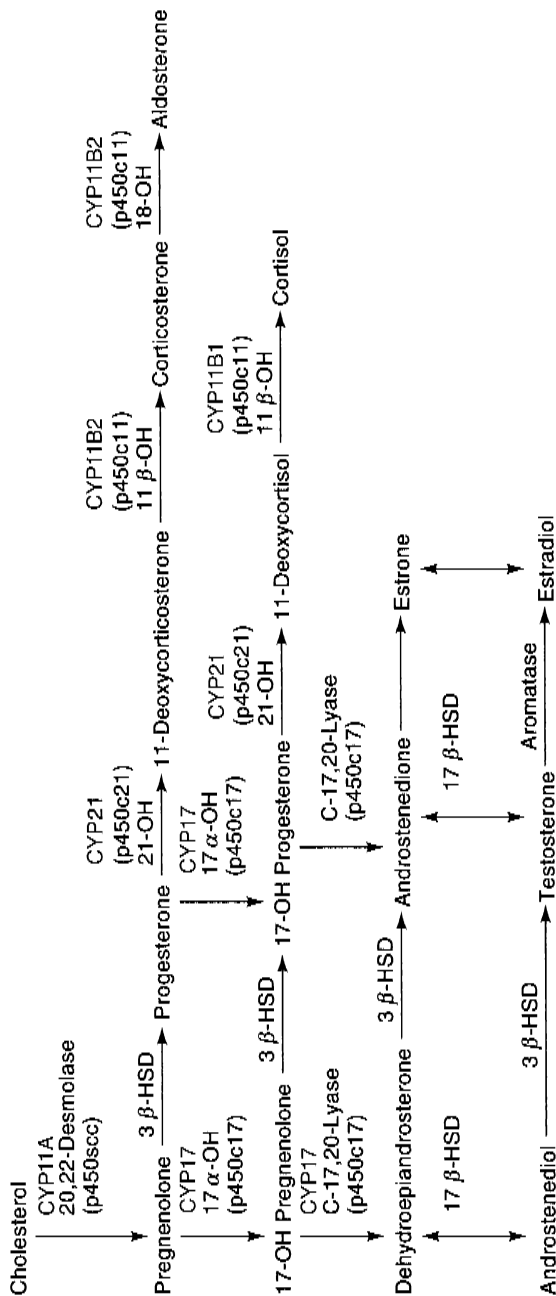 Cholesterol
CYP11A
20,22-Desmolase
(p450scc)
Pregnenolone
3 β-HSD
Progesterone
CYP21
(p450c21)
21-OH
11-Deoxycorticosterone
CYP11B2
(p450c11)
11 β-OH
Corticosterone
CYP11B2
(p450c11)
18-OH
Aldosterone
CYP17
17 α-OH
(p450c17)
CYP17
17 α-OH
(p450c17)
17-OH Pregnenolone
3 β-HSD
17-OH Progesterone
CYP21
(p450c21)
21-OH
11-Deoxycortisol
CYP11B1
(p450c11)
11 β-OH
Cortisol
CYP17
C-17,20-Lyase
(p450c17)
C-17,20-Lyase
(p450c17)
Dehydroepiandrosterone
3 β-HSD
Androstenedione
Estrone
17 β-HSD
17 β-HSD
Androstenediol
3 β-HSD
Testosterone
Aromatase
Estradiol